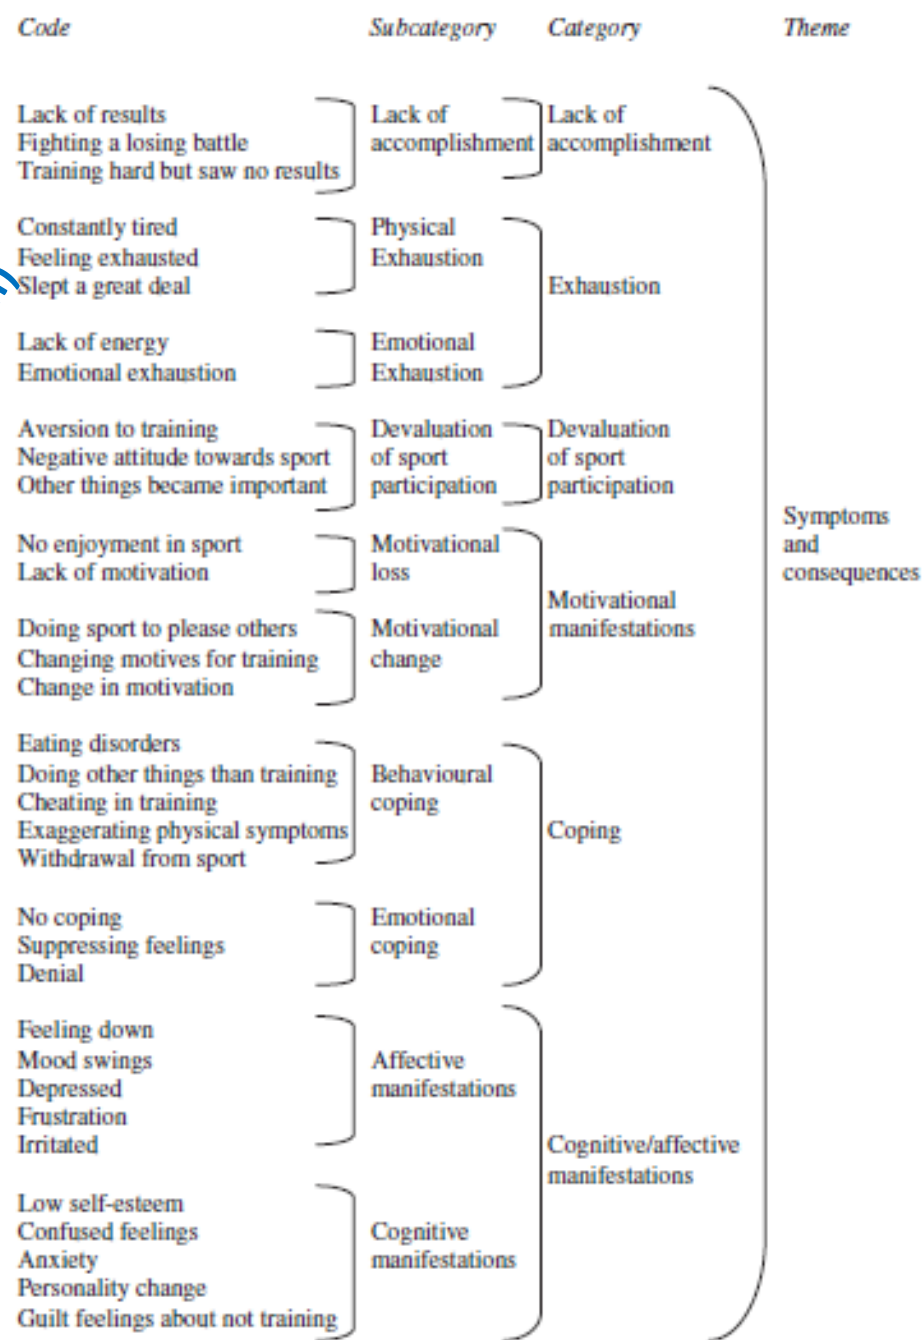 Code Subcategory Category Theme
Lack of results Lack of Lack of
Fighting a losing battle accomplishment accomplishment
Training hard but saw no results
Constantly tired Physical
Feeling exhausted Exhaustion
Slept a great deal Exhaustion
Lack of energy Emotional
Emotional exhaustion Exhaustion
Aversion to training Devaluation Devaluation
Negative attitude towards sport of sport of sport
Other things became important participation participation
Symptoms
No enjoyment in sport Motivational and
Lack of motivation loss consequences
Motivational
Doing sport to please others Motivational manifestations
Changing motives for training change
Change in motivation
Eating disorders
Doing other things than training Behavioural
Cheating in training coping
Exaggerating physical symptoms Coping
Withdrawal from sport
No coping Emotional
Suppressing feelings coping
Denial
Feeling down
Mood swings Affective
Depressed manifestations
Frustration
Irritated Cognitive/affective
manifestations
Low self-esteem
Confused feelings Cognitive
Anxiety manifestations
Personality change
Guilt feelings about not training